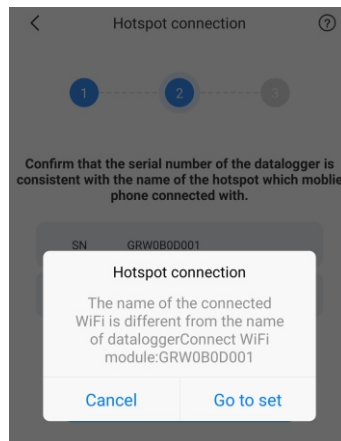 Hotspot connection
1
2
3
Confirm that the serial number of the datalogger is
consistent with the name of the hotspot which moblie
phone connected with.
SN GRW0B0D001
Hotspot connection
The name of the connected
WiFi is different from the name
of dataloggerConnect WiFi
module:GRW0B0D001
Cancel Go to set